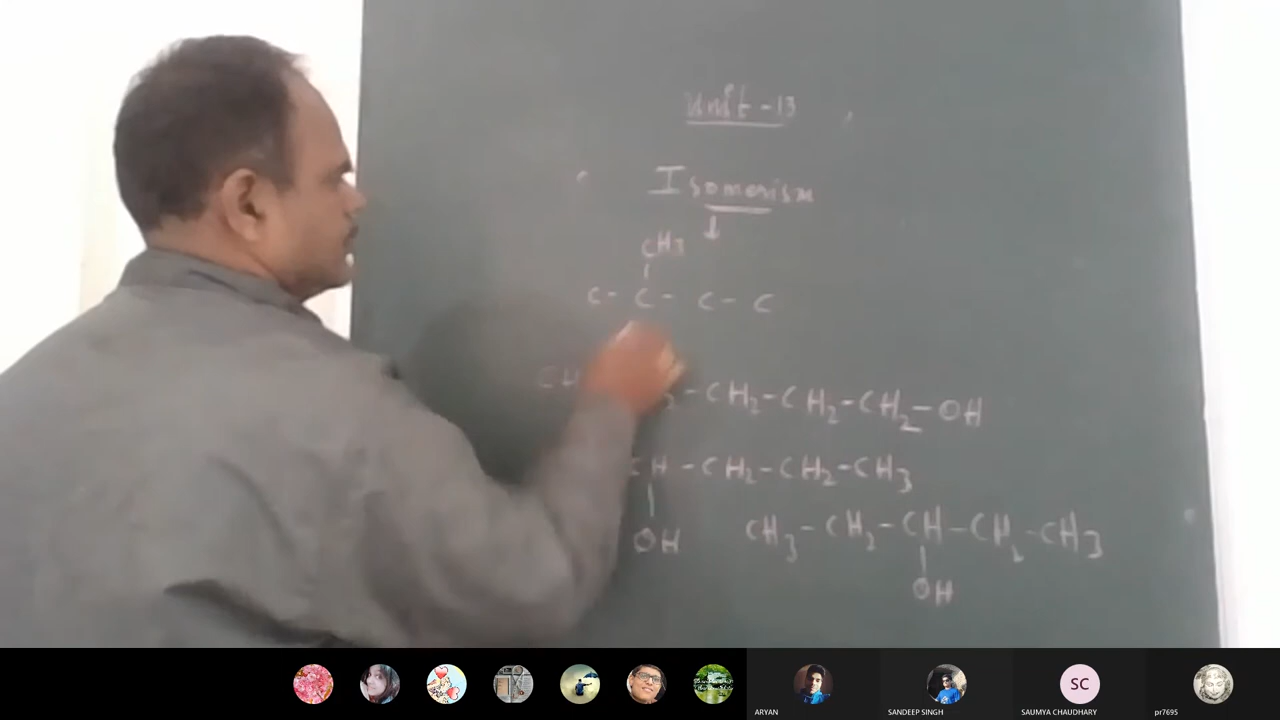 Unit - 13
Isomerism
CH3
C - C - C - C
CH - CH2 - CH2 - CH2 - OH
CH - CH2 - CH2 - CH3
OH
CH3 - CH2 - CH - CH2 - CH3
OH
SC
ARYAN
SANDEEP SINGH
SAUMYA CHAUDHARY
pr7695